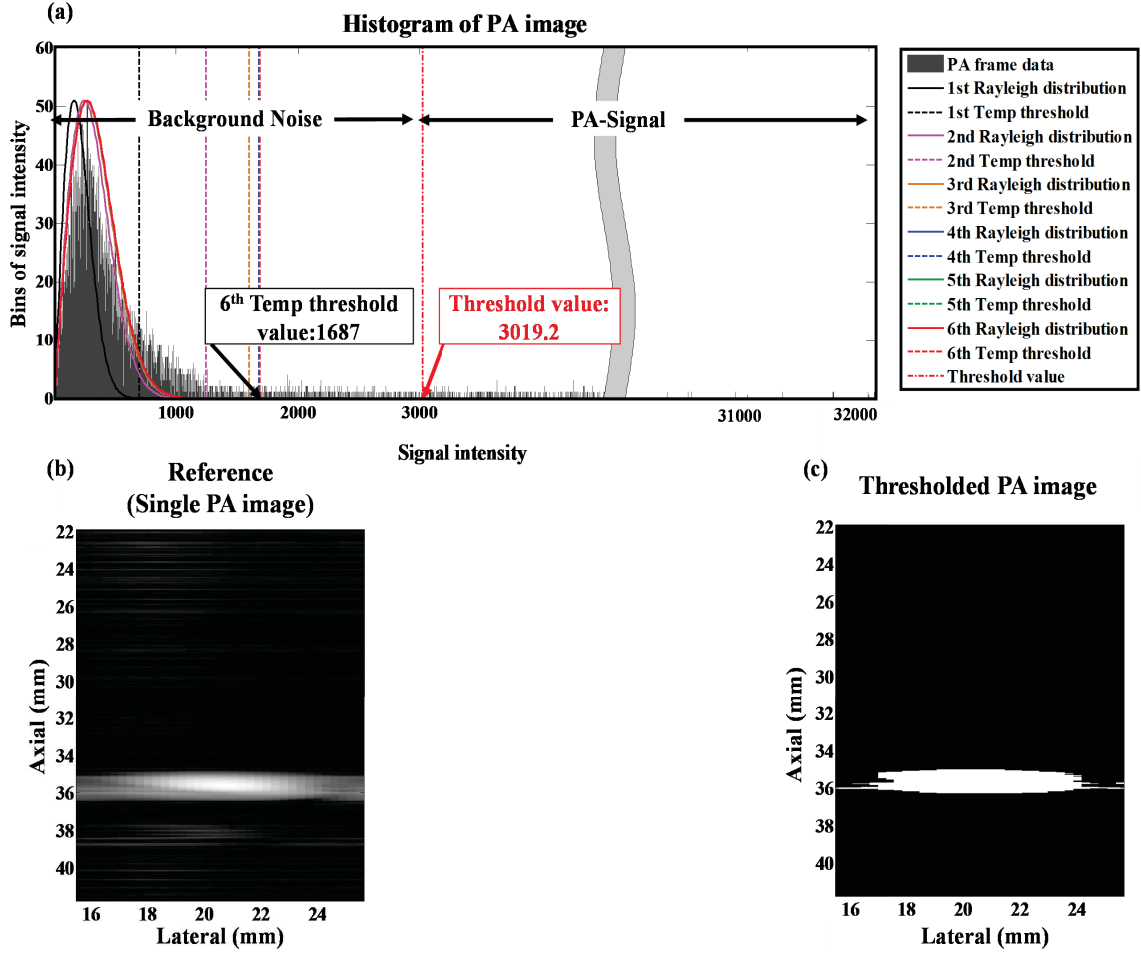 (a)
Histogram of PA image
Bins of signal intensity
60
50
40
30
20
10
0
Background Noise
PA-Signal
6th Temp threshold
value:1687
Threshold value:
3019.2
1000
2000
3000
31000
32000
Signal intensity
PA frame data
1st Rayleigh distribution
1st Temp threshold
2nd Rayleigh distribution
2nd Temp threshold
3rd Rayleigh distribution
3rd Temp threshold
4th Rayleigh distribution
4th Temp threshold
5th Rayleigh distribution
5th Temp threshold
6th Rayleigh distribution
6th Temp threshold
Threshold value
(b)
Reference
(Single PA image)
Axial (mm)
22
24
26
28
30
32
34
36
38
40
16
18
20
22
24
Lateral (mm)
(c)
Thresholded PA image
Axial (mm)
22
24
26
28
30
32
34
36
38
40
16
18
20
22
24
Lateral (mm)